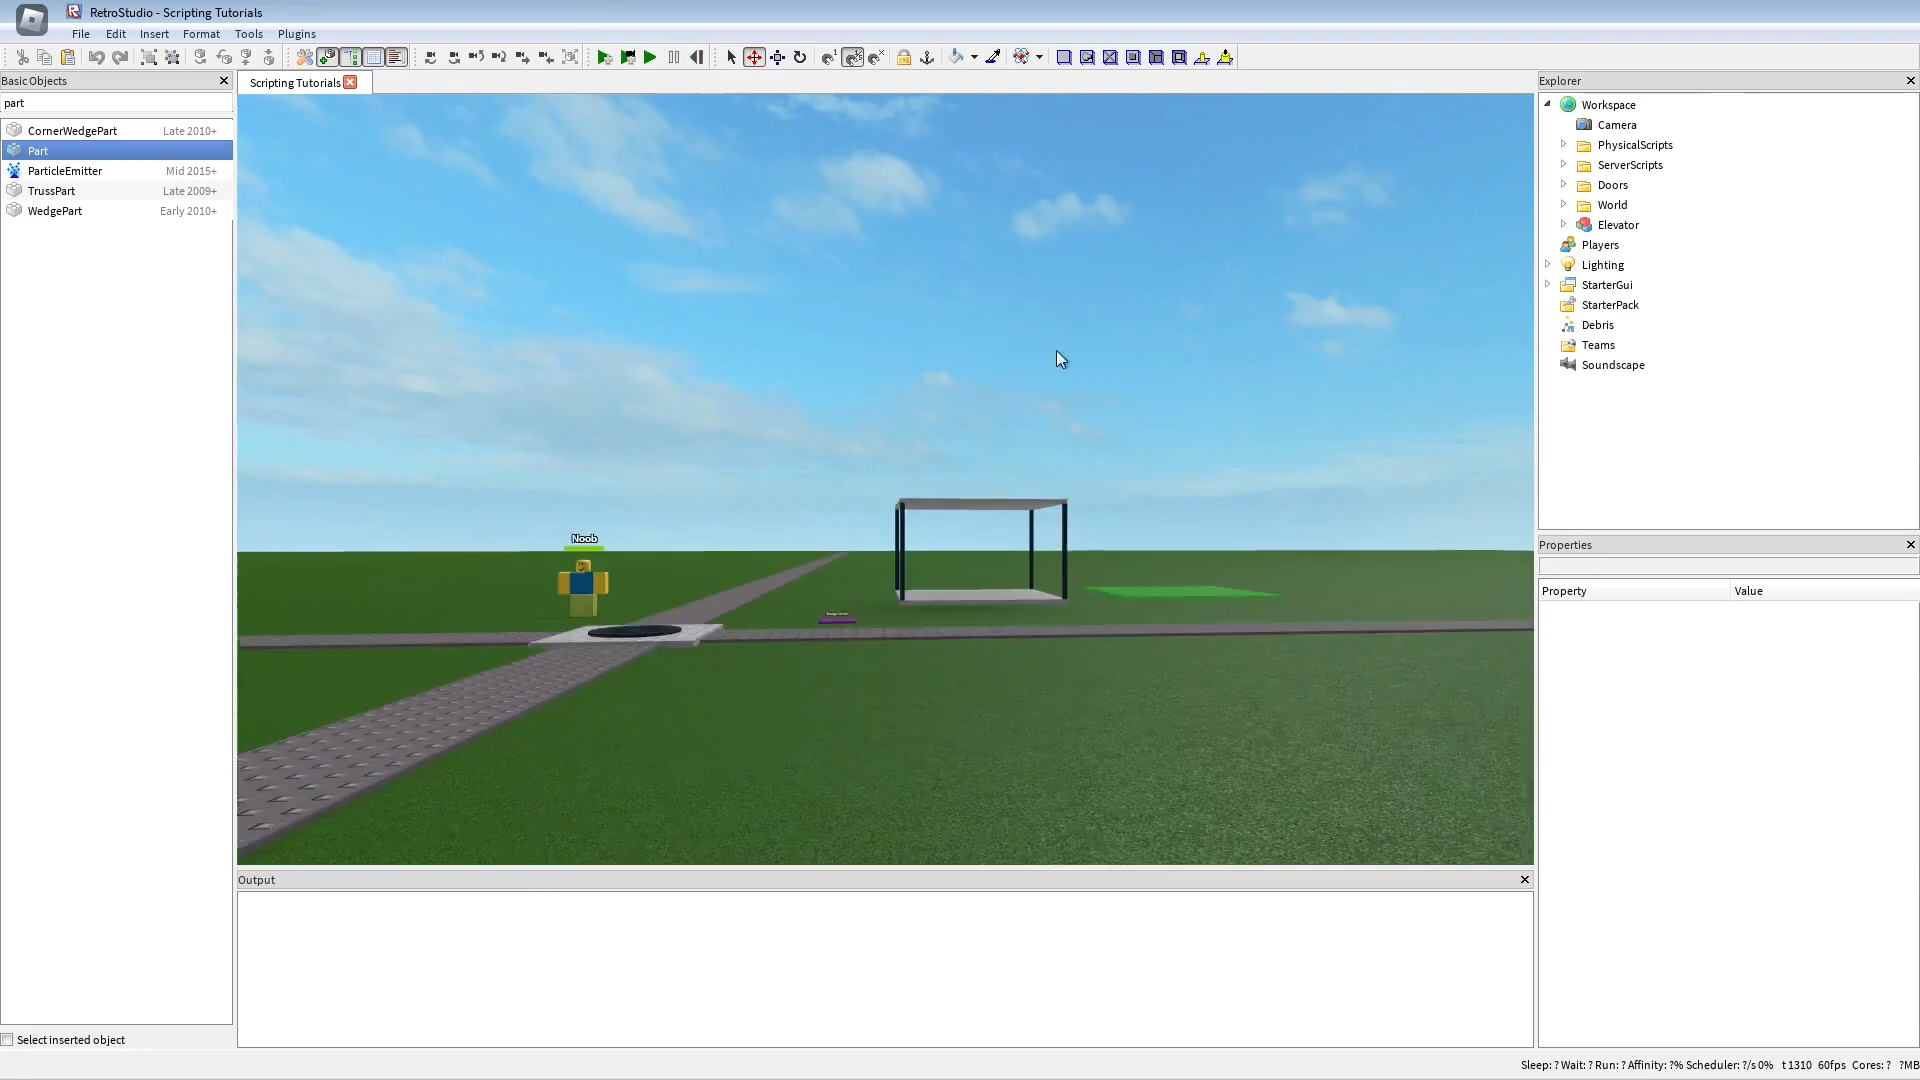 RetroStudio - Scripting Tutorials
File Edit Insert Format Tools Plugins
Basic Objects
part
CornerWedgePart Late 2010+
Part
ParticleEmitter Mid 2015+
TrussPart Late 2009+
WedgePart Early 2010+
Select inserted object
Scripting Tutorials
Noob
Output
Explorer
Workspace
Camera
PhysicalScripts
ServerScripts
Doors
World
Elevator
Players
Lighting
StarterGui
StarterPack
Debris
Teams
Soundscape
Properties
Property Value
Sleep: ? Wait: ? Run: ? Affinity: ?% Scheduler: ?/s 0% t 1310 60fps Cores: ? ?MB